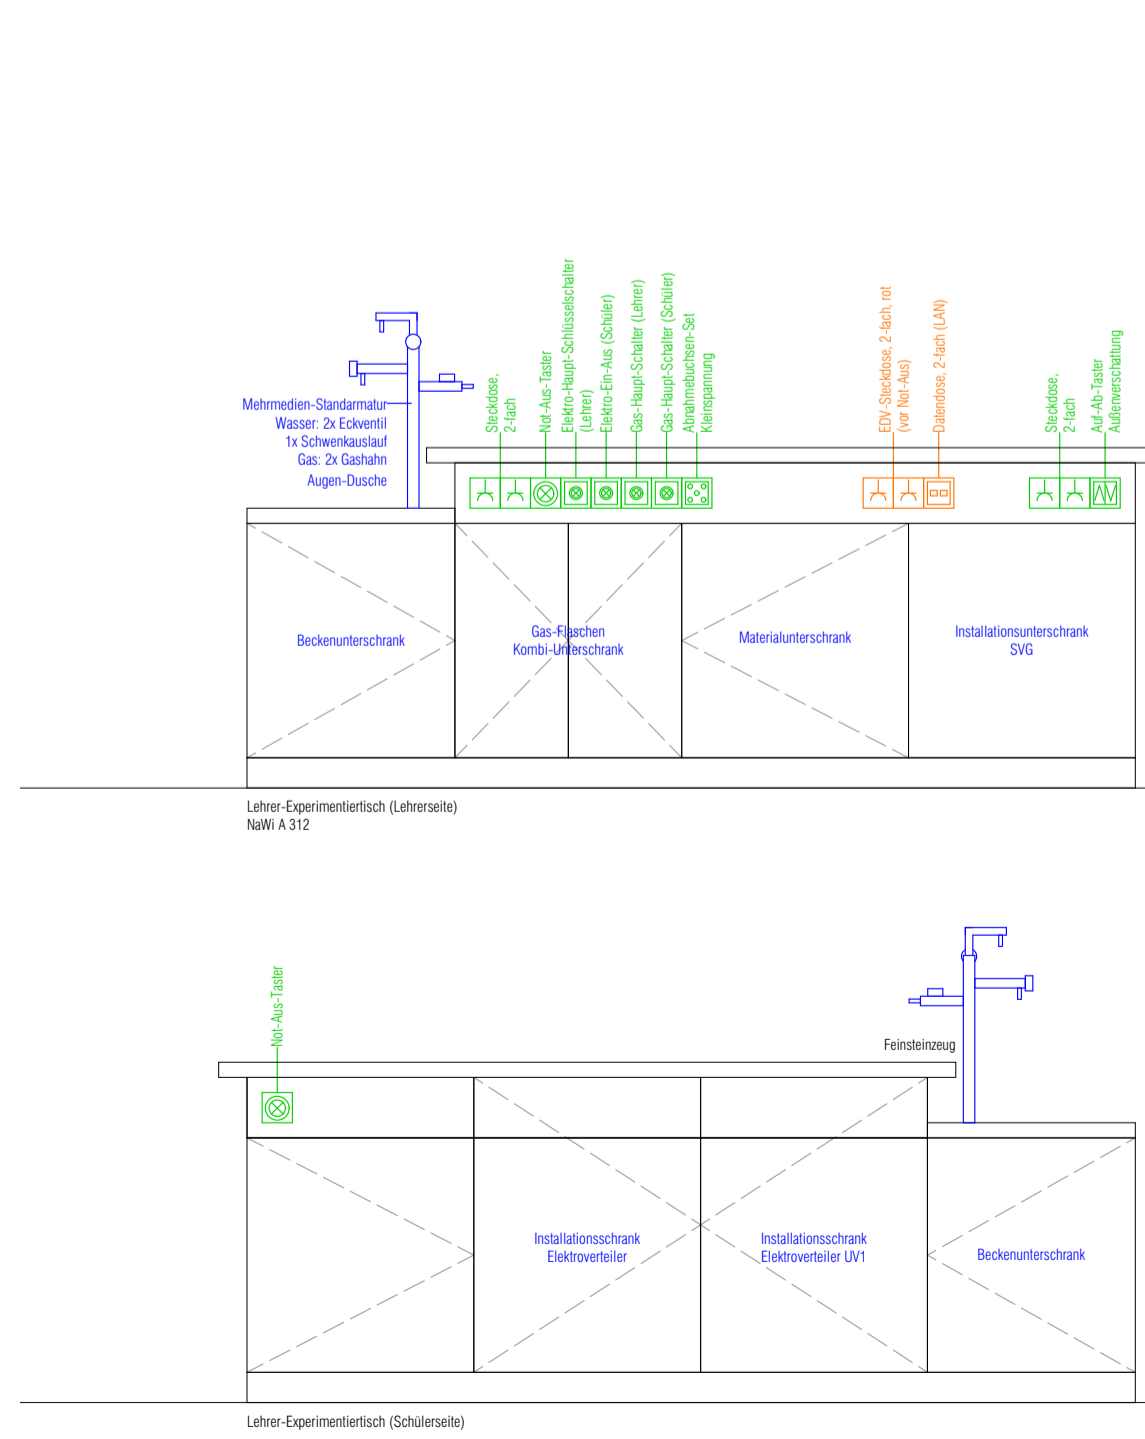 Mehrmedien-Standarmatur
Wasser: 2x Eckventil
1x Schwenkauslauf
Gas: 2x Gashahn
Augen-Dusche
Steckdose,
2-fach
Not-Aus-Taster
Elektro-Haupt-Schlüsselschalter
(Lehrer)
Elektro-Ein-Aus (Schüler)
Gas-Haupt-Schalter (Lehrer)
Gas-Haupt-Schalter (Schüler)
Abnahmebuchsen-Set
Kleinspannung
EDV-Steckdose, 2-fach, rot
(vor Not-Aus)
Datendose, 2-fach (LAN)
Steckdose,
2-fach
Auf-Ab-Taster
Außenverschattung
Beckenunterschrank
Gas-Flaschen
Kombi-Unterschrank
Materialunterschrank
Installationsunterschrank
SVG
Lehrer-Experimentiertisch (Lehrerseite)
NaWi A 312
Not-Aus-Taster
Feinsteinzeug
Installationsschrank
Elektroverteiler
Installationsschrank
Elektroverteiler UV1
Beckenunterschrank
Lehrer-Experimentiertisch (Schülerseite)